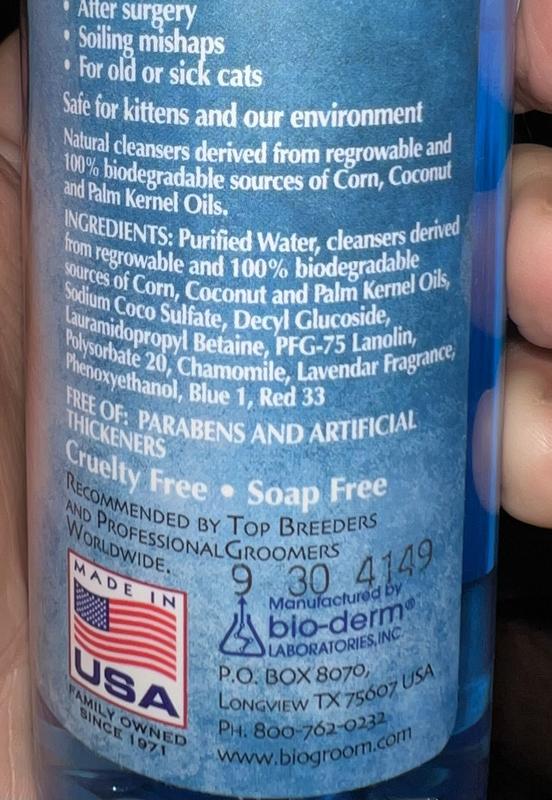 • After surgery
• Soiling mishaps
• For old or sick cats
Safe for kittens and our environment
Natural cleansers derived from regrowable and
100% biodegradable sources of Corn, Coconut
and Palm Kernel Oils.
INGREDIENTS: Purified Water, cleansers derived
from regrowable and 100% biodegradable
sources of Corn, Coconut and Palm Kernel Oils,
Sodium Coco Sulfate, Decyl Glucoside,
Lauramidopropyl Betaine, PFG-75 Lanolin,
Polysorbate 20, Chamomile, Lavendar Fragrance,
Phenoxyethanol, Blue 1, Red 33
FREE OF: PARABENS AND ARTIFICIAL
THICKENERS
Cruelty Free • Soap Free
RECOMMENDED BY TOP BREEDERS
AND PROFESSIONAL GROOMERS
WORLDWIDE.
9 30 4149
MADE IN
USA
FAMILY OWNED
SINCE 1971
Manufactured by
bio-derm®
LABORATORIES, INC.
P.O. BOX 8070,
LONGVIEW TX 75607 USA
PH. 800-762-0232
www.biogroom.com